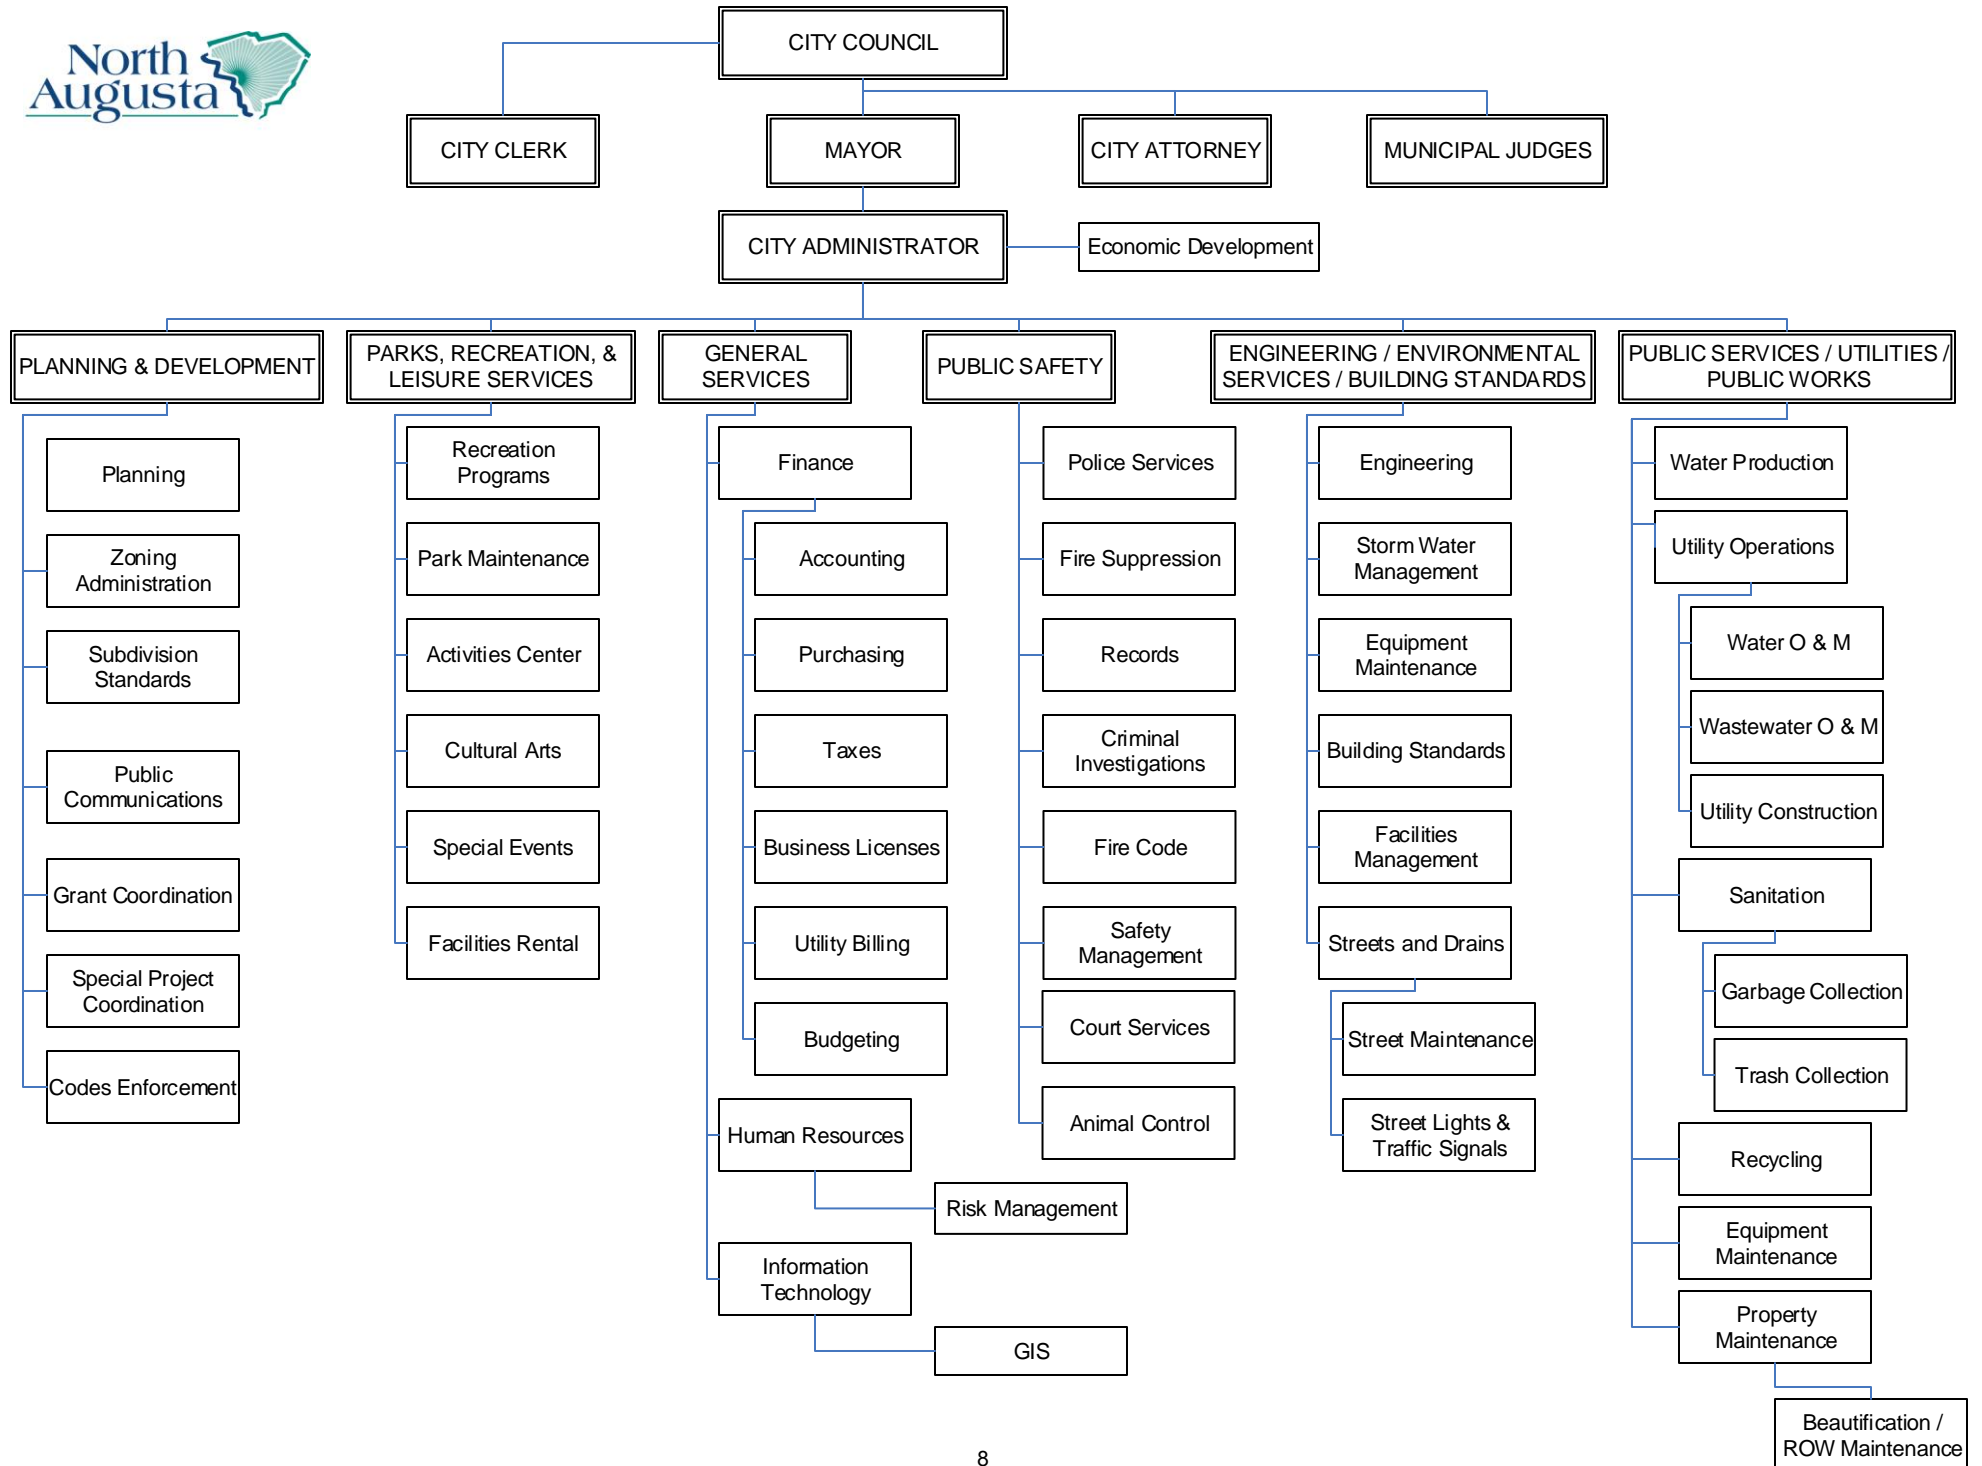 North
Augusta
CITY COUNCIL
CITY CLERK
MAYOR
CITY ATTORNEY
MUNICIPAL JUDGES
CITY ADMINISTRATOR
Economic Development
PLANNING & DEVELOPMENT
PARKS, RECREATION, &
LEISURE SERVICES
GENERAL
SERVICES
PUBLIC SAFETY
ENGINEERING / ENVIRONMENTAL
SERVICES / BUILDING STANDARDS
PUBLIC SERVICES / UTILITIES /
PUBLIC WORKS
Planning
Zoning
Administration
Subdivision
Standards
Public
Communications
Grant Coordination
Special Project
Coordination
Codes Enforcement
Recreation
Programs
Park Maintenance
Activities Center
Cultural Arts
Special Events
Facilities Rental
Finance
Accounting
Purchasing
Taxes
Business Licenses
Utility Billing
Budgeting
Human Resources
Risk Management
Information
Technology
GIS
Police Services
Fire Suppression
Records
Criminal
Investigations
Fire Code
Safety
Management
Court Services
Animal Control
Engineering
Storm Water
Management
Equipment
Maintenance
Building Standards
Facilities
Management
Streets and Drains
Street Maintenance
Street Lights &
Traffic Signals
Water Production
Utility Operations
Water O & M
Wastewater O & M
Utility Construction
Sanitation
Garbage Collection
Trash Collection
Recycling
Equipment
Maintenance
Property
Maintenance
Beautification /
ROW Maintenance
8